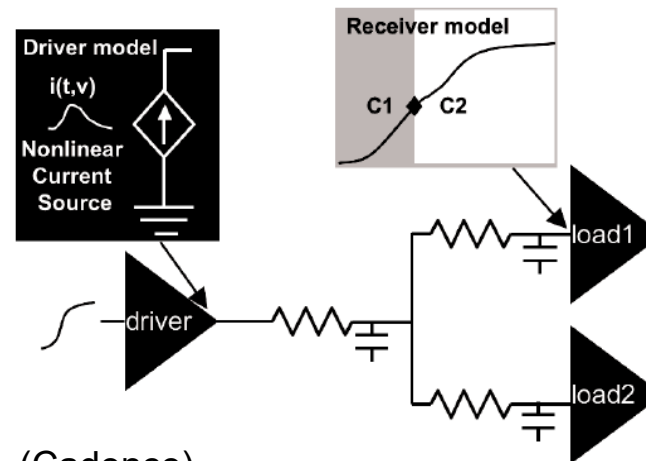 Driver model
i(t,v)
Nonlinear
Current
Source
Receiver model
C1 C2
driver
load1
load2
(Cadence)